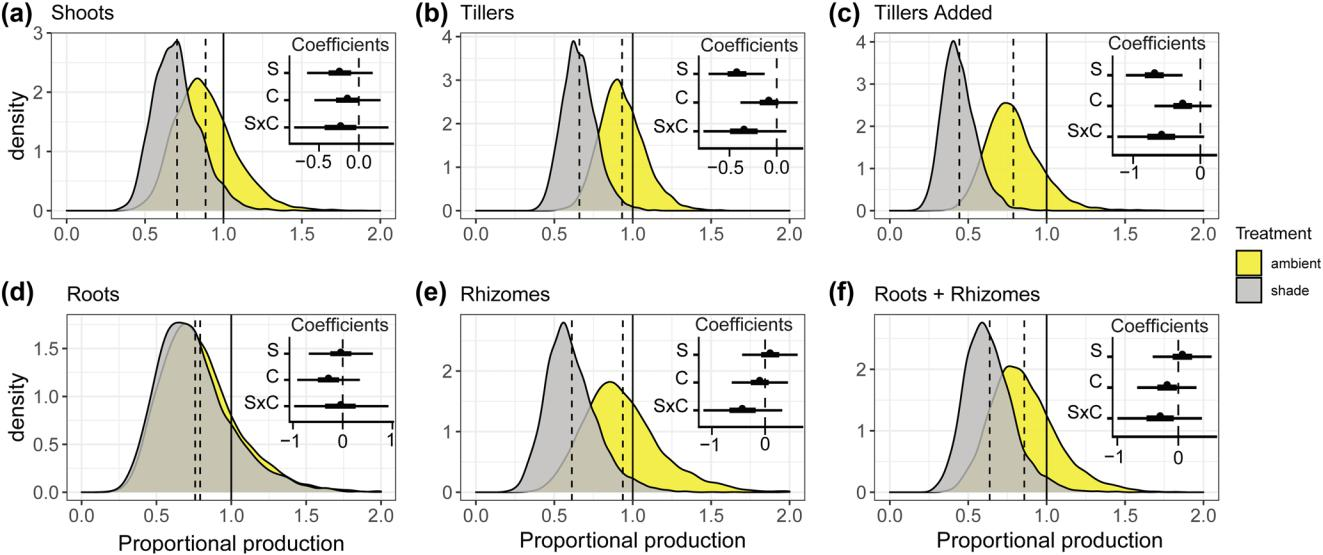 (a) Shoots
density
3
2
1
0
0.0 0.5 1.0 1.5 2.0
Coefficients
S
C
SxC
−0.5 0.0
(b) Tillers
4
3
2
1
0
0.0 0.5 1.0 1.5 2.0
Coefficients
S
C
SxC
−0.5 0.0
(c) Tillers Added
4
3
2
1
0
0.0 0.5 1.0 1.5 2.0
Coefficients
S
C
SxC
−1 0
Treatment
ambient
shade
(d) Roots
density
1.5
1.0
0.5
0.0
0.0 0.5 1.0 1.5 2.0
Proportional production
Coefficients
S
C
SxC
−1 0 1
(e) Rhizomes
2
1
0
0.0 0.5 1.0 1.5 2.0
Proportional production
Coefficients
S
C
SxC
−1 0
(f) Roots + Rhizomes
2
1
0
0.0 0.5 1.0 1.5 2.0
Proportional production
Coefficients
S
C
SxC
−1 0